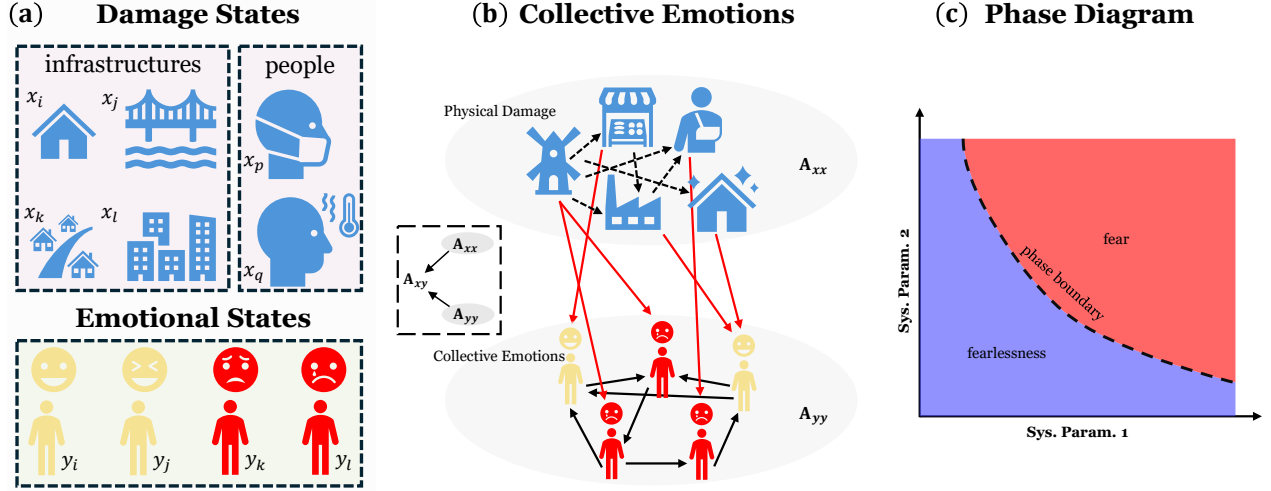 (a) Damage States
infrastructures
people
x_i
x_j
x_p
x_k
x_l
x_q
Emotional States
y_i
y_j
y_k
y_l
(b) Collective Emotions
Physical Damage
A_xx
A_xx
A_xy
A_yy
Collective Emotions
A_yy
(c) Phase Diagram
Sys. Param. 2
fear
phase boundary
fearlessness
Sys. Param. 1